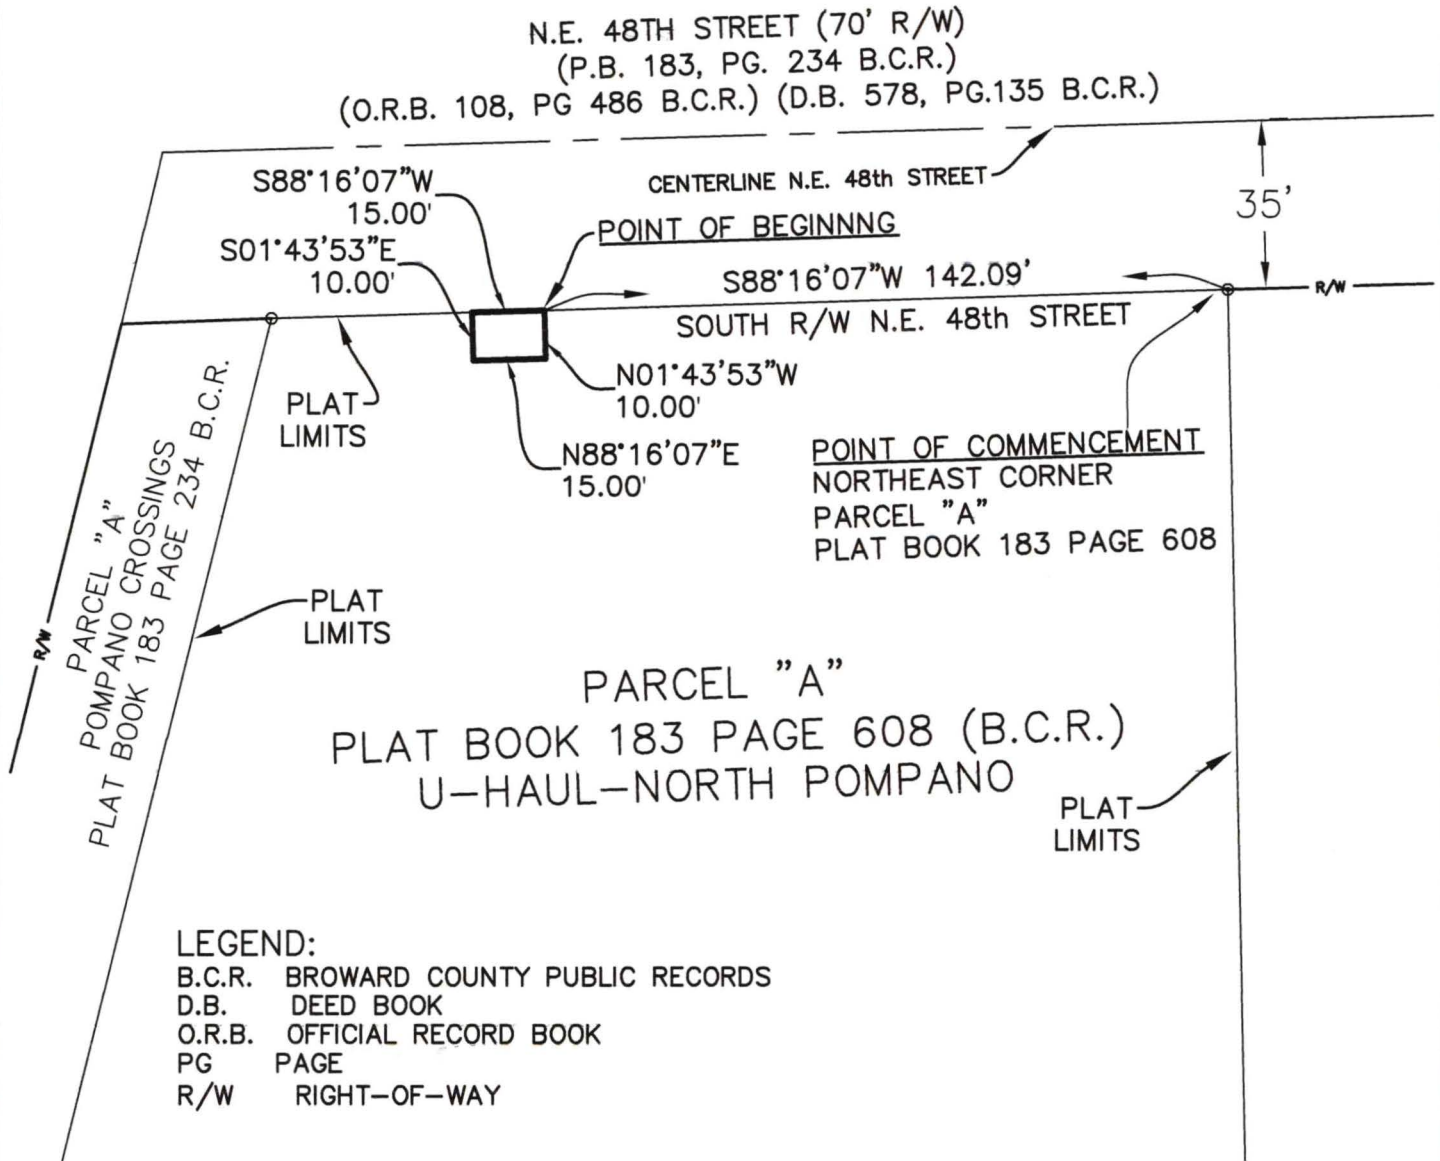 N.E. 48TH STREET (70' R/W)
(P.B. 183, PG. 234 B.C.R.)
(O.R.B. 108, PG 486 B.C.R.) (D.B. 578, PG.135 B.C.R.)
S88°16'07"W
15.00'
CENTERLINE N.E. 48th STREET
35'
POINT OF BEGINNNG
S01°43'53"E
10.00'
S88°16'07"W 142.09'
R/W
SOUTH R/W N.E. 48th STREET
N01°43'53"W
10.00'
PLAT
LIMITS
N88°16'07"E
15.00'
POINT OF COMMENCEMENT
NORTHEAST CORNER
PARCEL "A"
PLAT BOOK 183 PAGE 608
R/W
PARCEL "A"
POMPANO CROSSINGS
PLAT BOOK 183 PAGE 234 B.C.R.
PLAT
LIMITS
PARCEL "A"
PLAT BOOK 183 PAGE 608 (B.C.R.)
U-HAUL-NORTH POMPANO
PLAT
LIMITS
LEGEND:
B.C.R. BROWARD COUNTY PUBLIC RECORDS
D.B. DEED BOOK
O.R.B. OFFICIAL RECORD BOOK
PG PAGE
R/W RIGHT-OF-WAY